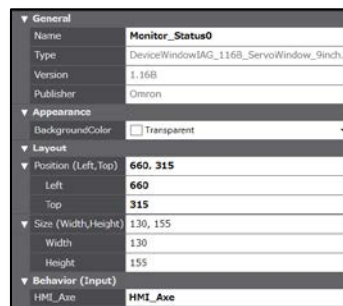 ▼ General
Name Monitor_Status0
Type DeviceWindowIAG_116B_ServoWindow_9inch.
Version 1.16B
Publisher Omron
▼ Appearance
BackgroundColor Transparent
▼ Layout
▼ Position (Left,Top) 660, 315
Left 660
Top 315
▼ Size (Width,Height) 130, 155
Width 130
Height 155
▼ Behavior (Input)
HMI_Axe HMI_Axe